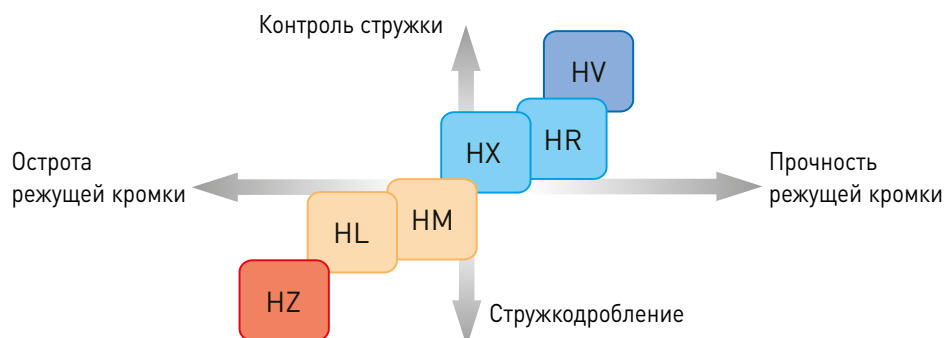 Контроль стружки
HV
HR
HX
Острота
режущей кромки
Прочность
режущей кромки
HM
HL
HZ
Стружкодробление